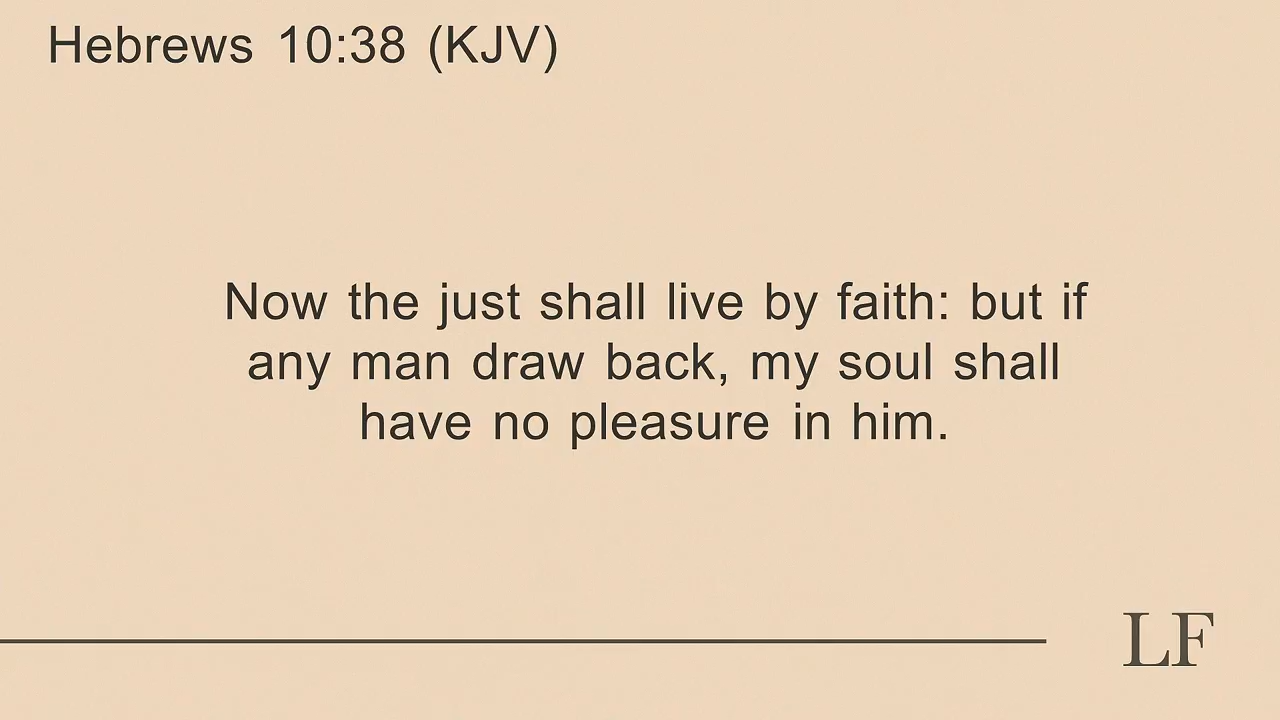 Hebrews 10:38 (KJV)
Now the just shall live by faith: but if
any man draw back, my soul shall
have no pleasure in him.
LF